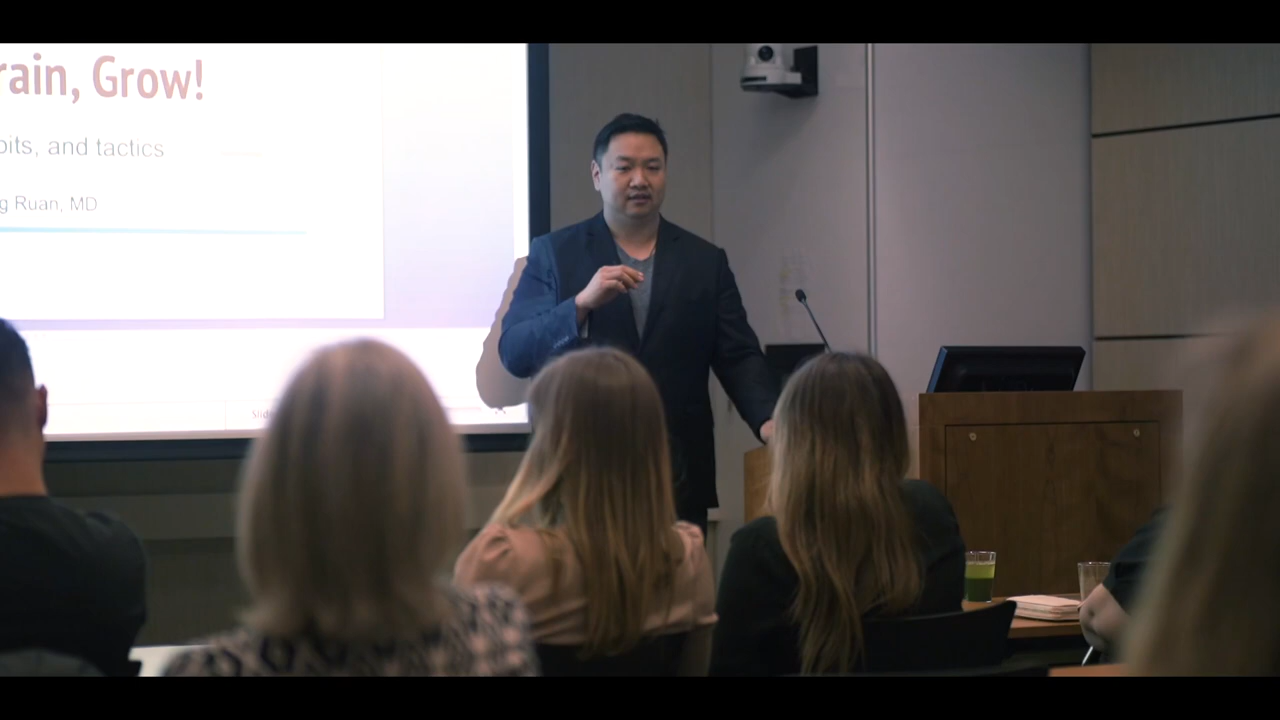 rain, Grow!
bits, and tactics
g Ruan, MD